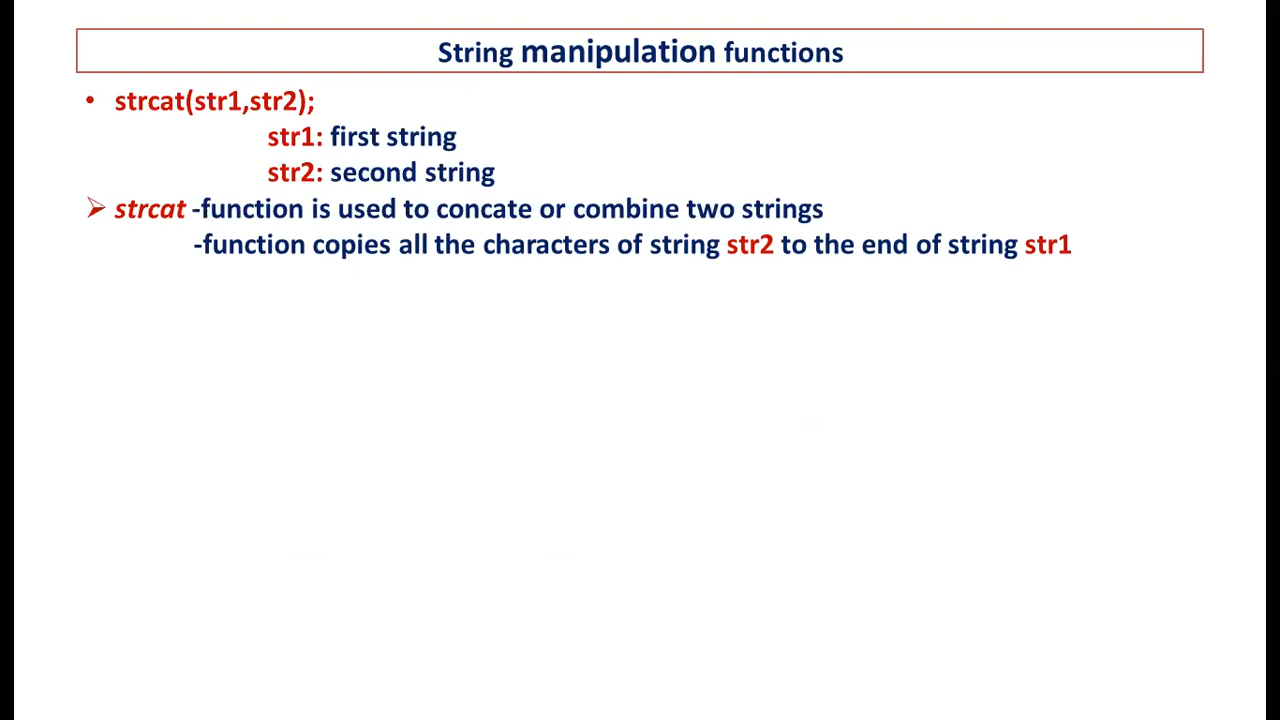 String manipulation functions
• strcat(str1,str2);
str1: first string
str2: second string
➢ strcat -function is used to concate or combine two strings
-function copies all the characters of string str2 to the end of string str1